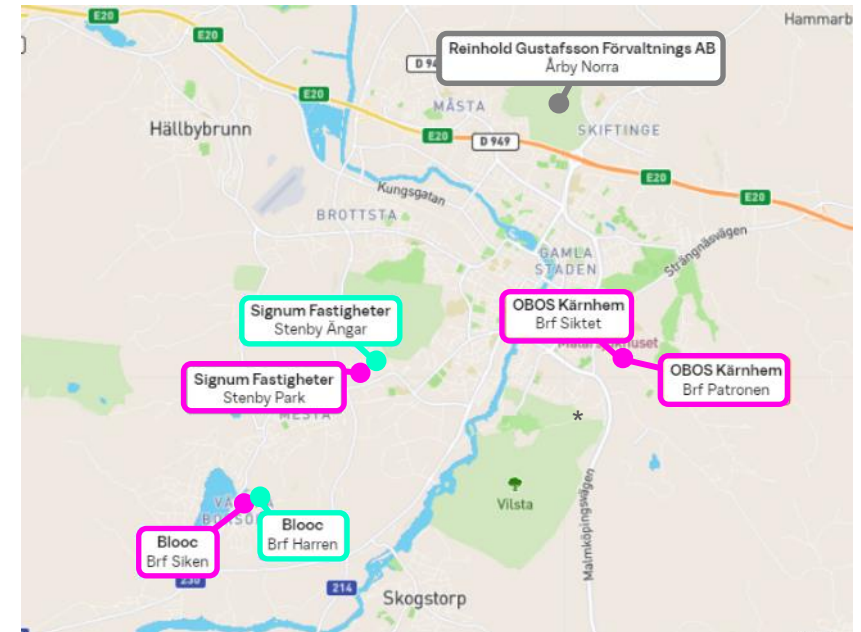 E20
E20
Hammarb
Reinhold Gustafsson Förvaltnings AB
Årby Norra
D 94
E20
MÅSTA
Hällbybrunn
E20
D 949
SKIFTINGE
E20
E20
Kungsgatan
BROTTSTA
Strängnäsvägen
GAMLA
STADEN
Signum Fastigheter
Stenby Ängar
OBOS Kärnhem
Brf Siktet
Signum Fastigheter
Stenby Park
OBOS Kärnhem
Brf Patronen
*
Vilsta
Malmköpingsvägen
Blooc
Brf Harren
Blooc
Brf Siken
230
214
Skogstorp